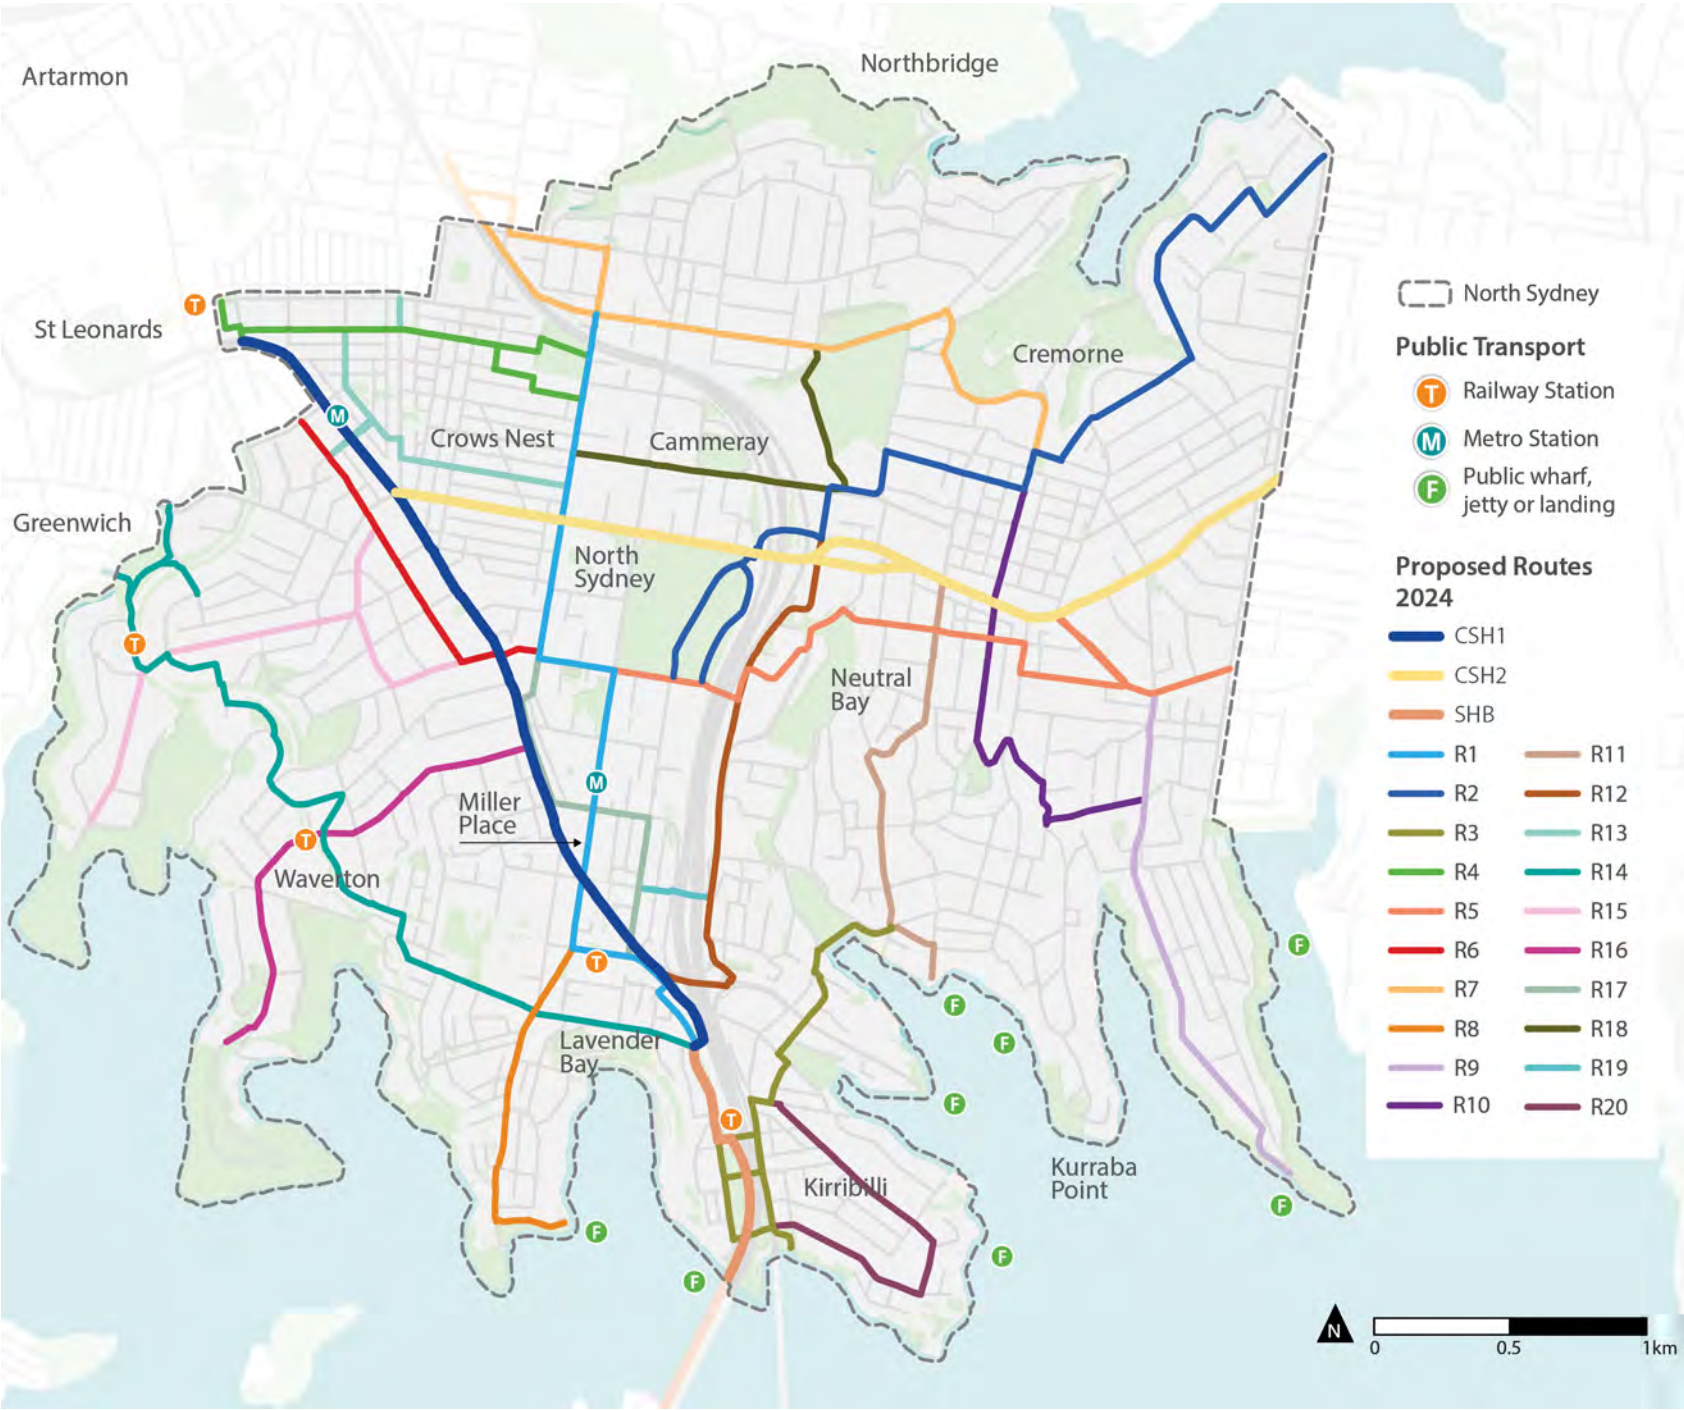 Artarmon
Northbridge
T
St Leonards
Cremorne
M
Crows Nest
Cammeray
Greenwich
North
Sydney
T
Neutral
Bay
M
Miller
Place
T
Waverton
T
F
F
Lavender
Bay
F
F
T
Kurraba
Point
Kirribilli
F
F
F
F
North Sydney
Public Transport
T Railway Station
M Metro Station
F Public wharf,
jetty or landing
Proposed Routes
2024
CSH1
CSH2
SHB
R1 R11
R2 R12
R3 R13
R4 R14
R5 R15
R6 R16
R7 R17
R8 R18
R9 R19
R10 R20
N
0 0.5 1km